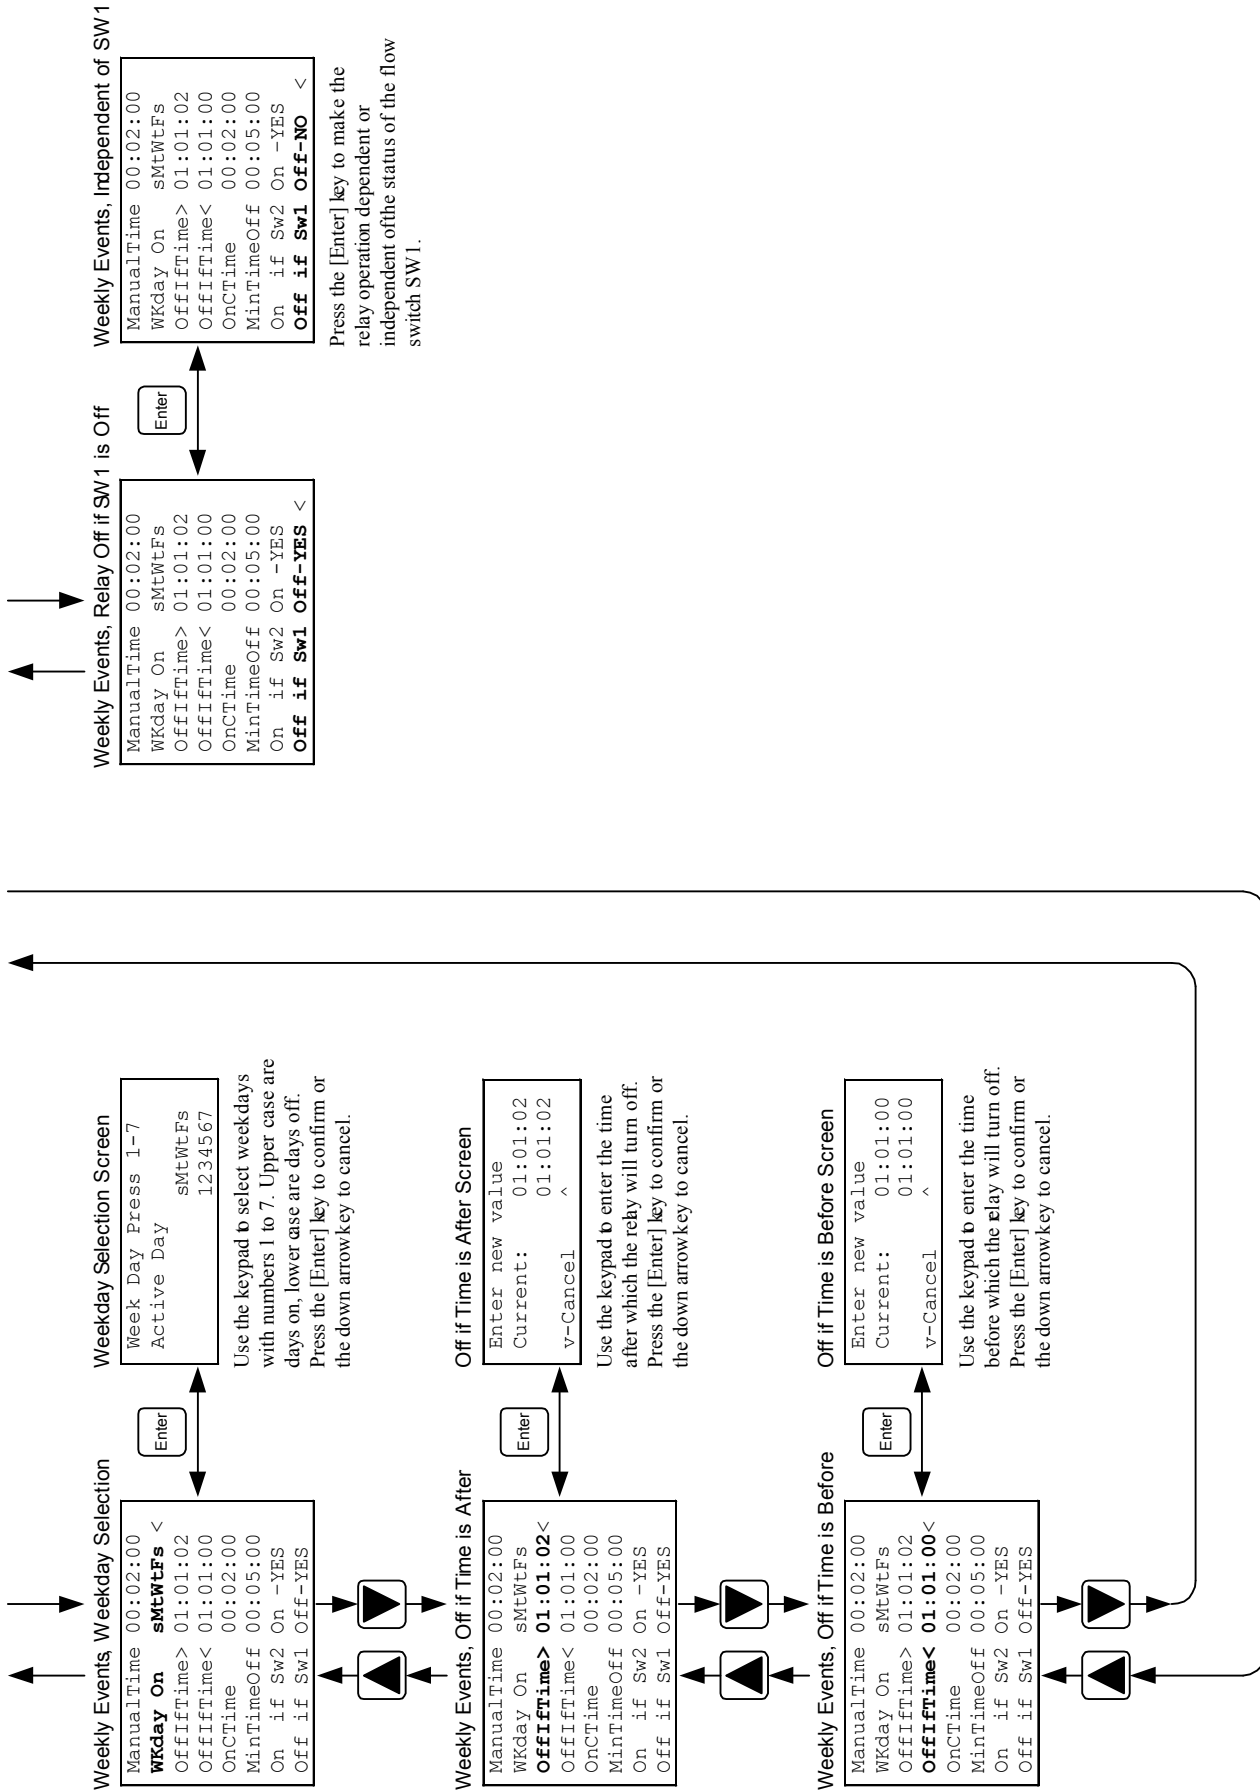 Weekly Events, Weekday Selection
ManualTime 00:02:00
WKday On sMtWtFs <
OffIfTime> 01:01:02
OffIfTime< 01:01:00
OnCTime 00:02:00
MinTimeOff 00:05:00
On if Sw2 On -YES
Off if Sw1 Off-YES
Enter
Weekday Selection Screen
Week Day Press 1-7
Active Day
sMtWtFs
1234567
Use the keypad to select weekdays
with numbers 1 to 7. Upper case are
days on, lower case are days off.
Press the [Enter] key to confirm or
the down arrow key to cancel.
Weekly Events, Off if Time is After
ManualTime 00:02:00
WKday On sMtWtFs
OffIfTime> 01:01:02<
OffIfTime< 01:01:00
OnCTime 00:02:00
MinTimeOff 00:05:00
On if Sw2 On -YES
Off if Sw1 Off-YES
Enter
Off if Time is After Screen
Enter new value
Current: 01:01:02
01:01:02
v-Cancel ^
Use the keypad to enter the time
after which the relay will turn off.
Press the [Enter] key to confirm or
the down arrow key to cancel.
Weekly Events, Off if Time is Before
ManualTime 00:02:00
WKday On sMtWtFs
OffIfTime> 01:01:02
OffIfTime< 01:01:00<
OnCTime 00:02:00
MinTimeOff 00:05:00
On if Sw2 On -YES
Off if Sw1 Off-YES
Enter
Off if Time is Before Screen
Enter new value
Current: 01:01:00
01:01:00
v-Cancel ^
Use the keypad to enter the time
before which the relay will turn off.
Press the [Enter] key to confirm or
the down arrow key to cancel.
Weekly Events, Relay Off if SW1 is Off
ManualTime 00:02:00
WKday On sMtWtFs
OffIfTime> 01:01:02
OffIfTime< 01:01:00
OnCTime 00:02:00
MinTimeOff 00:05:00
On if Sw2 On -YES
Off if Sw1 Off-YES <
Enter
Weekly Events, Independent of SW1
ManualTime 00:02:00
WKday On sMtWtFs
OffIfTime> 01:01:02
OffIfTime< 01:01:00
OnCTime 00:02:00
MinTimeOff 00:05:00
On if Sw2 On -YES
Off if Sw1 Off-NO <
Press the [Enter] key to make the
relay operation dependent or
independent of the status of the flow
switch SW1.